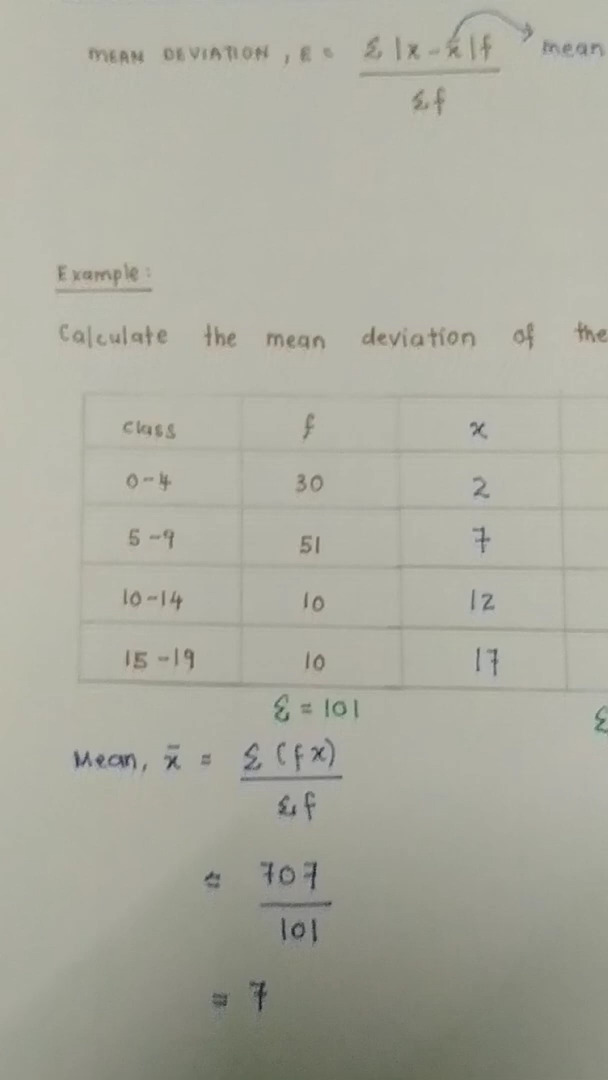 MEAN DEVIATION, E = Σ |x - x̄| f mean
Σf
Example:
Calculate the mean deviation of the
class f x
0-4 30 2
5-9 51 7
10-14 10 12
15-19 10 17
Σ = 101 Σ
Mean, x̄ = Σ (fx)
Σf
= 707
101
= 7